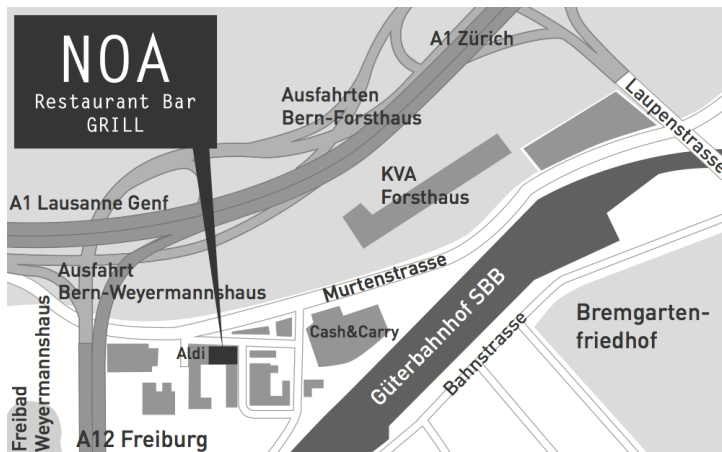 NOA
Restaurant Bar
GRILL
A1 Zürich
Ausfahrten
Bern-Forsthaus
Laupenstrasse
KVA
Forsthaus
A1 Lausanne Genf
Ausfahrt
Bern-Weyermannshaus
Murtenstrasse
Güterbahnhof SBB
Bremgarten-
friedhof
Cash&Carry
Aldi
Bahnstrasse
Freibad
Weyermannshaus
A12 Freiburg